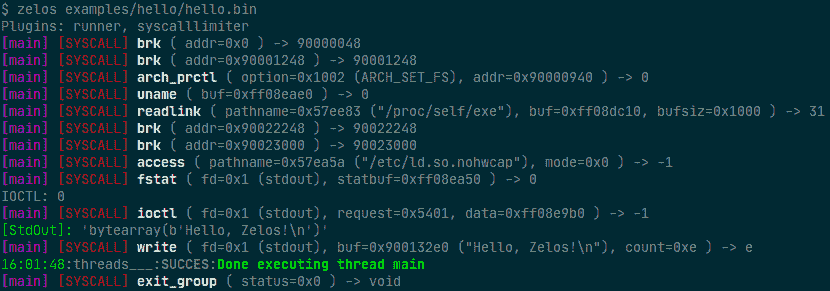 $ zelos examples/hello/hello.bin
Plugins: runner, syscalllimiter
[main] [SYSCALL] brk ( addr=0x0 ) -> 90000048
[main] [SYSCALL] brk ( addr=0x90001248 ) -> 90001248
[main] [SYSCALL] arch_prctl ( option=0x1002 (ARCH_SET_FS), addr=0x90000940 ) -> 0
[main] [SYSCALL] uname ( buf=0xff08eae0 ) -> 0
[main] [SYSCALL] readlink ( pathname=0x57ee83 ("/proc/self/exe"), buf=0xff08dc10, bufsiz=0x1000 ) -> 31
[main] [SYSCALL] brk ( addr=0x90022248 ) -> 90022248
[main] [SYSCALL] brk ( addr=0x90023000 ) -> 90023000
[main] [SYSCALL] access ( pathname=0x57ea5a ("/etc/ld.so.nohwcap"), mode=0x0 ) -> -1
[main] [SYSCALL] fstat ( fd=0x1 (stdout), statbuf=0xff08ea50 ) -> 0
IOCTL: 0
[main] [SYSCALL] ioctl ( fd=0x1 (stdout), request=0x5401, data=0xff08e9b0 ) -> -1
[StdOut]: 'bytearray(b'Hello, Zelos!\n')'
[main] [SYSCALL] write ( fd=0x1 (stdout), buf=0x900132e0 ("Hello, Zelos!\n"), count=0xe ) -> e
16:01:48:threads___:SUCCES:Done executing thread main
[main] [SYSCALL] exit_group ( status=0x0 ) -> void